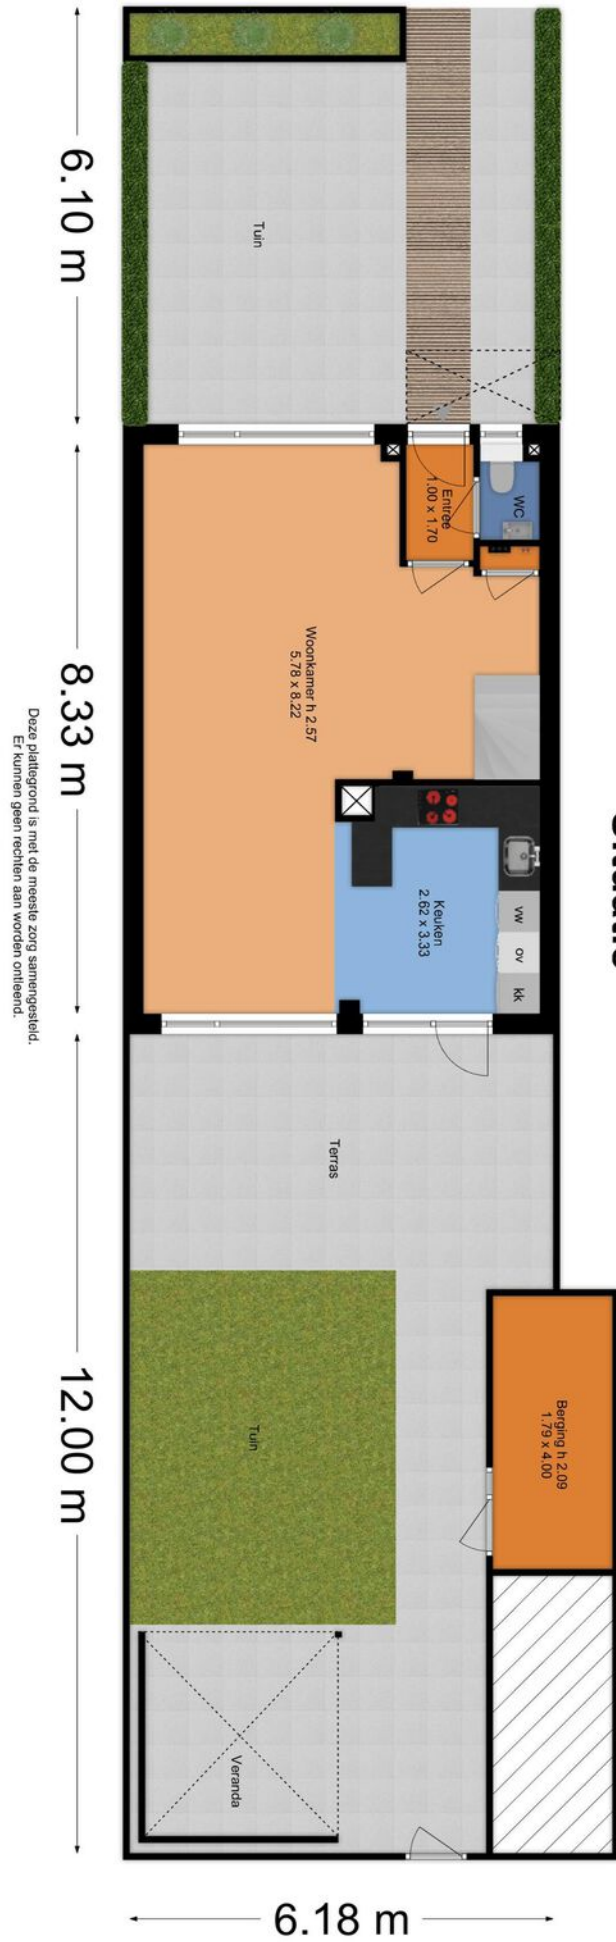 6.10 m
Tuin
Entree
1.00 x 1.70
WC
8.33 m
Woonkamer h 2.57
5.78 x 8.22
Keuken
2.62 x 3.33
vw
ov
kk
Deze plattegrond is met de meeste zorg samengesteld.
Er kunnen geen rechten aan worden ontleend.
12.00 m
Terras
Berging h 2.09
1.79 x 4.00
Tuin
Veranda
6.18 m